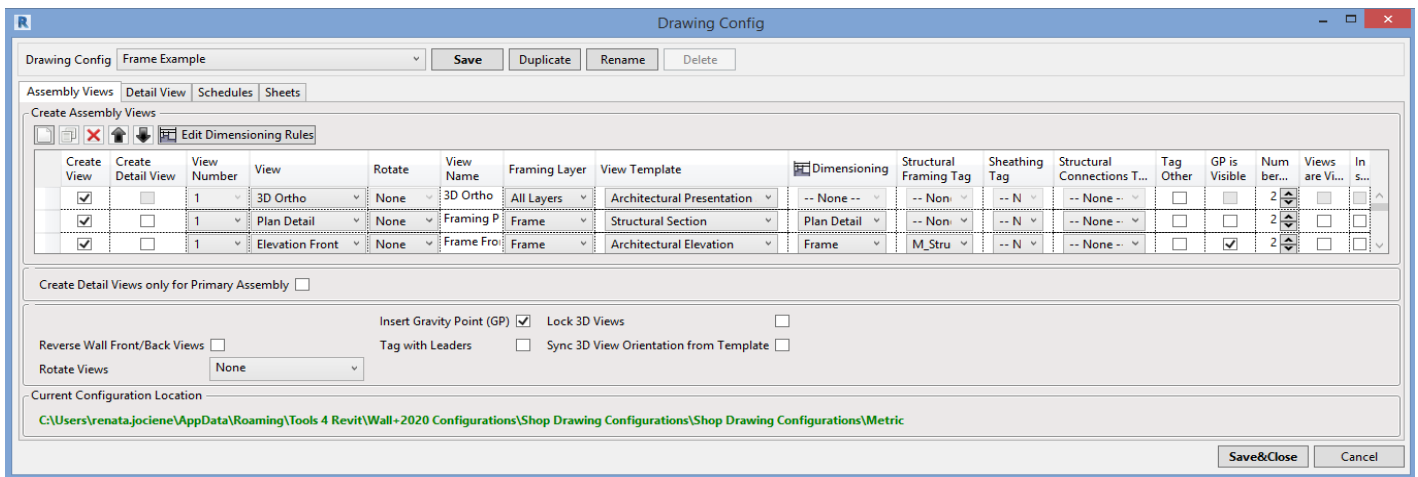 R Drawing Config
Drawing Config Frame Example Save Duplicate Rename Delete
Assembly Views Detail View Schedules Sheets
Create Assembly Views
Edit Dimensioning Rules
Create View Create Detail View View Number View Rotate View Name Framing Layer View Template Dimensioning Structural Framing Tag Sheathing Tag Structural Connections T... Tag Other GP is Visible Num ber... Views are Vi... In s...
1 3D Ortho None 3D Ortho All Layers Architectural Presentation -- None -- -- Non -- N -- None - 2
1 Plan Detail None Framing P Frame Structural Section Plan Detail -- Non -- N -- None - 2
1 Elevation Front None Frame Fro Frame Architectural Elevation Frame M_Stru -- N -- None - 2
Create Detail Views only for Primary Assembly
Insert Gravity Point (GP) Lock 3D Views
Reverse Wall Front/Back Views Tag with Leaders Sync 3D View Orientation from Template
Rotate Views None
Current Configuration Location
C:\Users\renata.jociene\AppData\Roaming\Tools 4 Revit\Wall+2020 Configurations\Shop Drawing Configurations\Shop Drawing Configurations\Metric
Save&Close Cancel